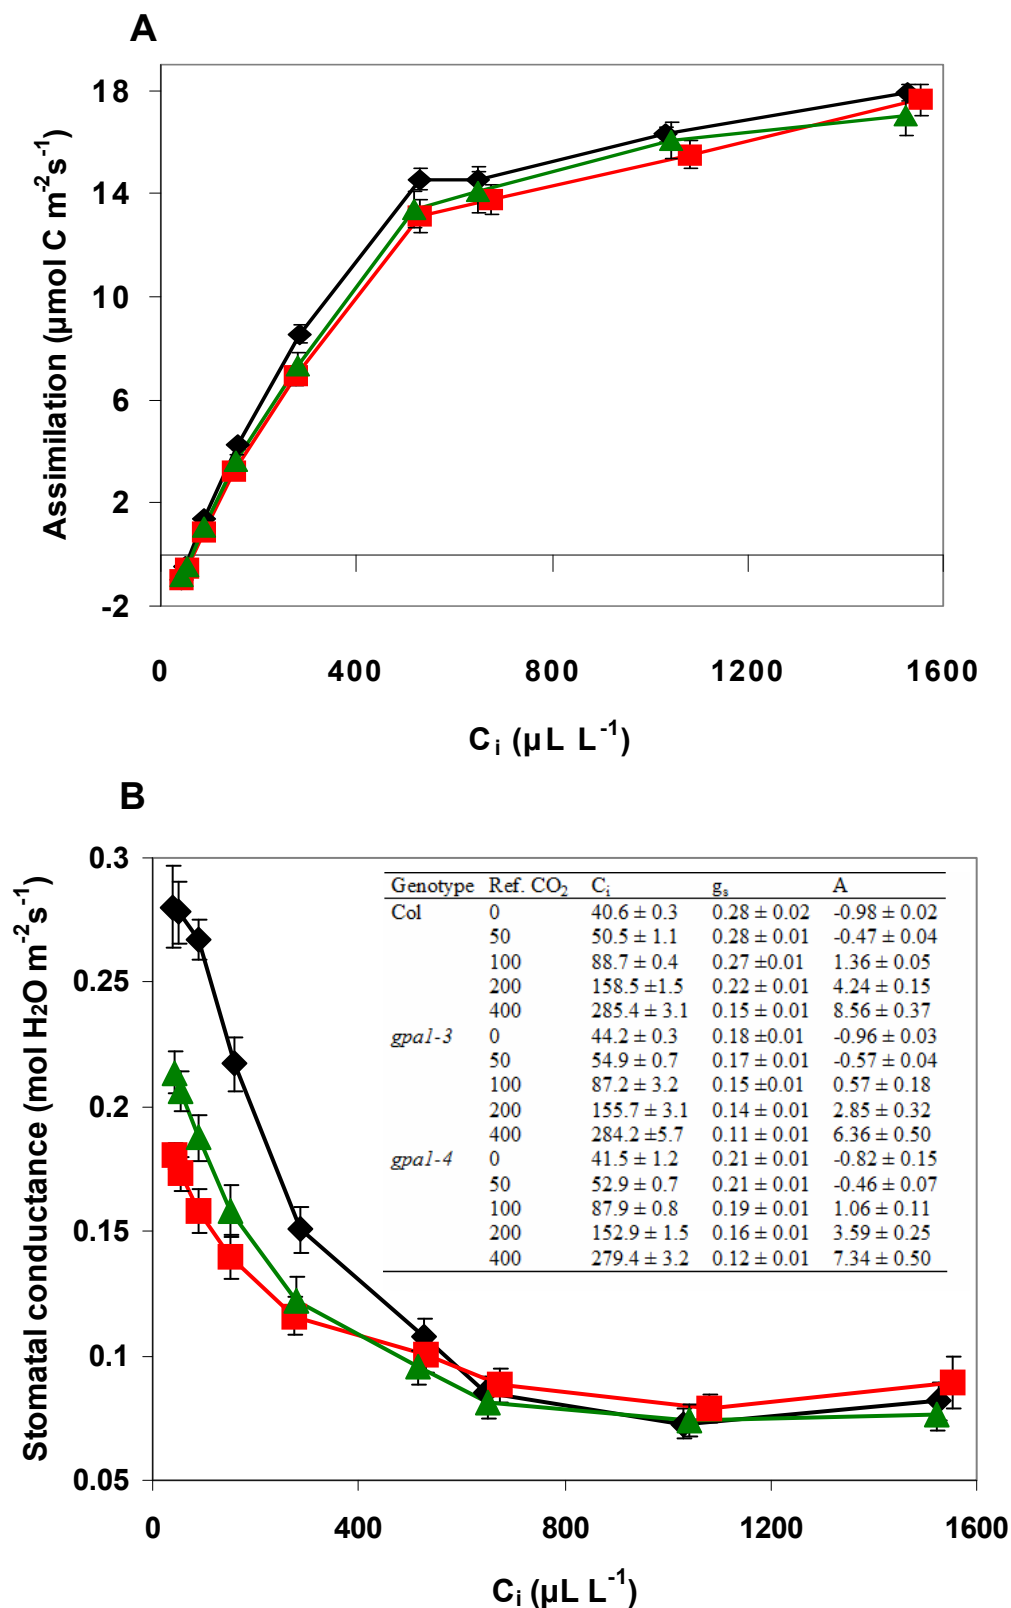 A
Assimilation (µmol C m⁻²s⁻¹)
18
14
10
6
2
-2
0 400 800 1200 1600
Cᵢ (µL L⁻¹)
B
Stomatal conductance (mol H₂O m⁻²s⁻¹)
0.3
0.25
0.2
0.15
0.1
0.05
Genotype Ref. CO₂ Cᵢ gₛ A
Col 0 40.6 ± 0.3 0.28 ± 0.02 -0.98 ± 0.02
50 50.5 ± 1.1 0.28 ± 0.01 -0.47 ± 0.04
100 88.7 ± 0.4 0.27 ±0.01 1.36 ± 0.05
200 158.5 ±1.5 0.22 ± 0.01 4.24 ± 0.15
400 285.4 ± 3.1 0.15 ± 0.01 8.56 ± 0.37
gpa1-3 0 44.2 ± 0.3 0.18 ±0.01 -0.96 ± 0.03
50 54.9 ± 0.7 0.17 ± 0.01 -0.57 ± 0.04
100 87.2 ± 3.2 0.15 ±0.01 0.57 ± 0.18
200 155.7 ± 3.1 0.14 ± 0.01 2.85 ± 0.32
400 284.2 ±5.7 0.11 ± 0.01 6.36 ± 0.50
gpa1-4 0 41.5 ± 1.2 0.21 ± 0.01 -0.82 ± 0.15
50 52.9 ± 0.7 0.21 ± 0.01 -0.46 ± 0.07
100 87.9 ± 0.8 0.19 ± 0.01 1.06 ± 0.11
200 152.9 ± 1.5 0.16 ± 0.01 3.59 ± 0.25
400 279.4 ± 3.2 0.12 ± 0.01 7.34 ± 0.50
0 400 800 1200 1600
Cᵢ (µL L⁻¹)